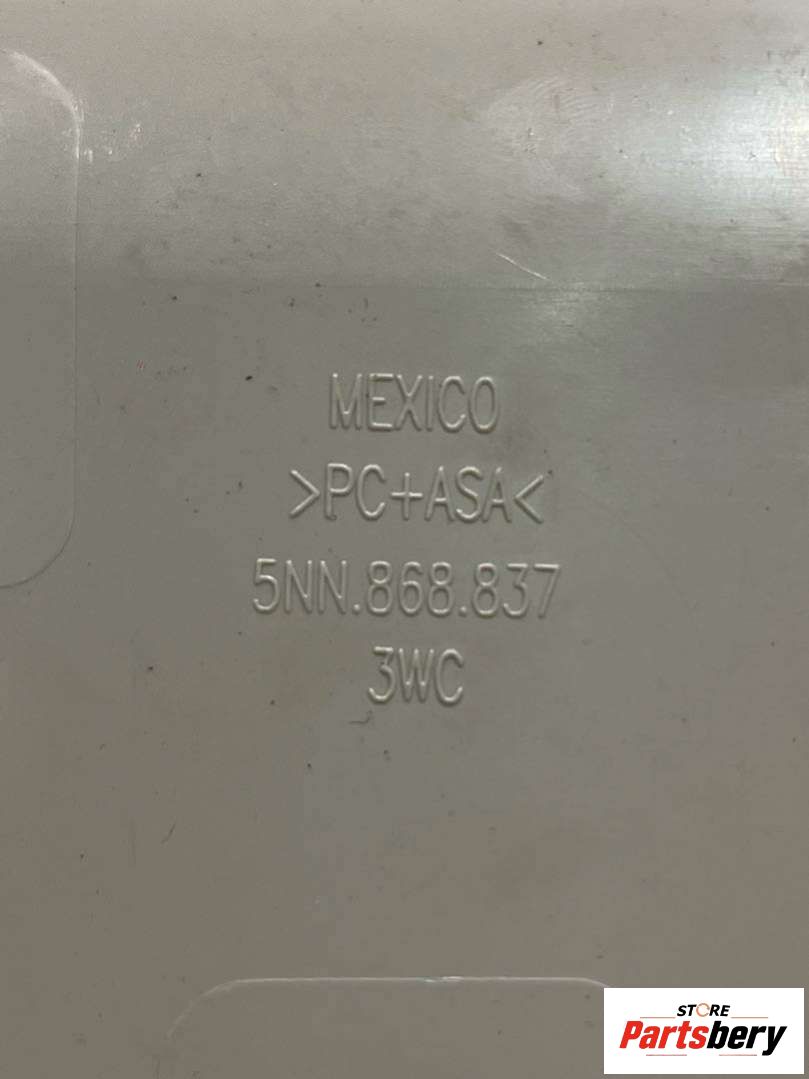 MEXICO
>PC+ASA<
5NN.868.837
3WC
STORE
Partsbery